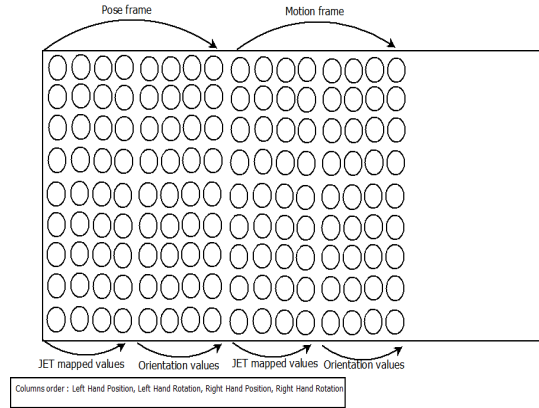 Pose frame
Motion frame
JET mapped values
Orientation values
JET mapped values
Orientation values
Columns order : Left Hand Position, Left Hand Rotation, Right Hand Position, Right Hand Rotation